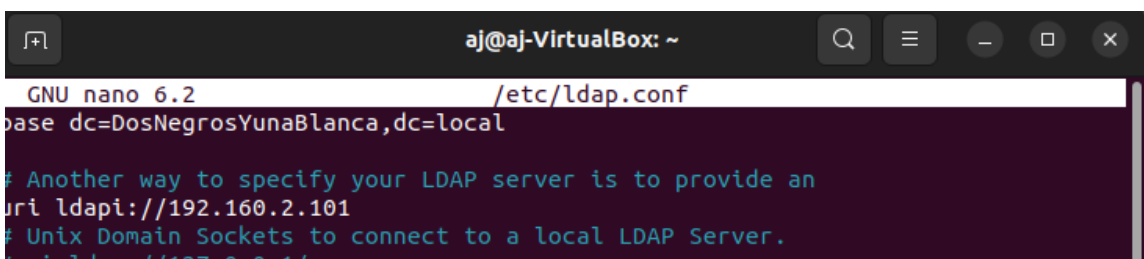 aj@aj-VirtualBox: ~
GNU nano 6.2 /etc/ldap.conf
base dc=DosNegrosYunaBlanca,dc=local
# Another way to specify your LDAP server is to provide an
uri ldapi://192.160.2.101
# Unix Domain Sockets to connect to a local LDAP Server.